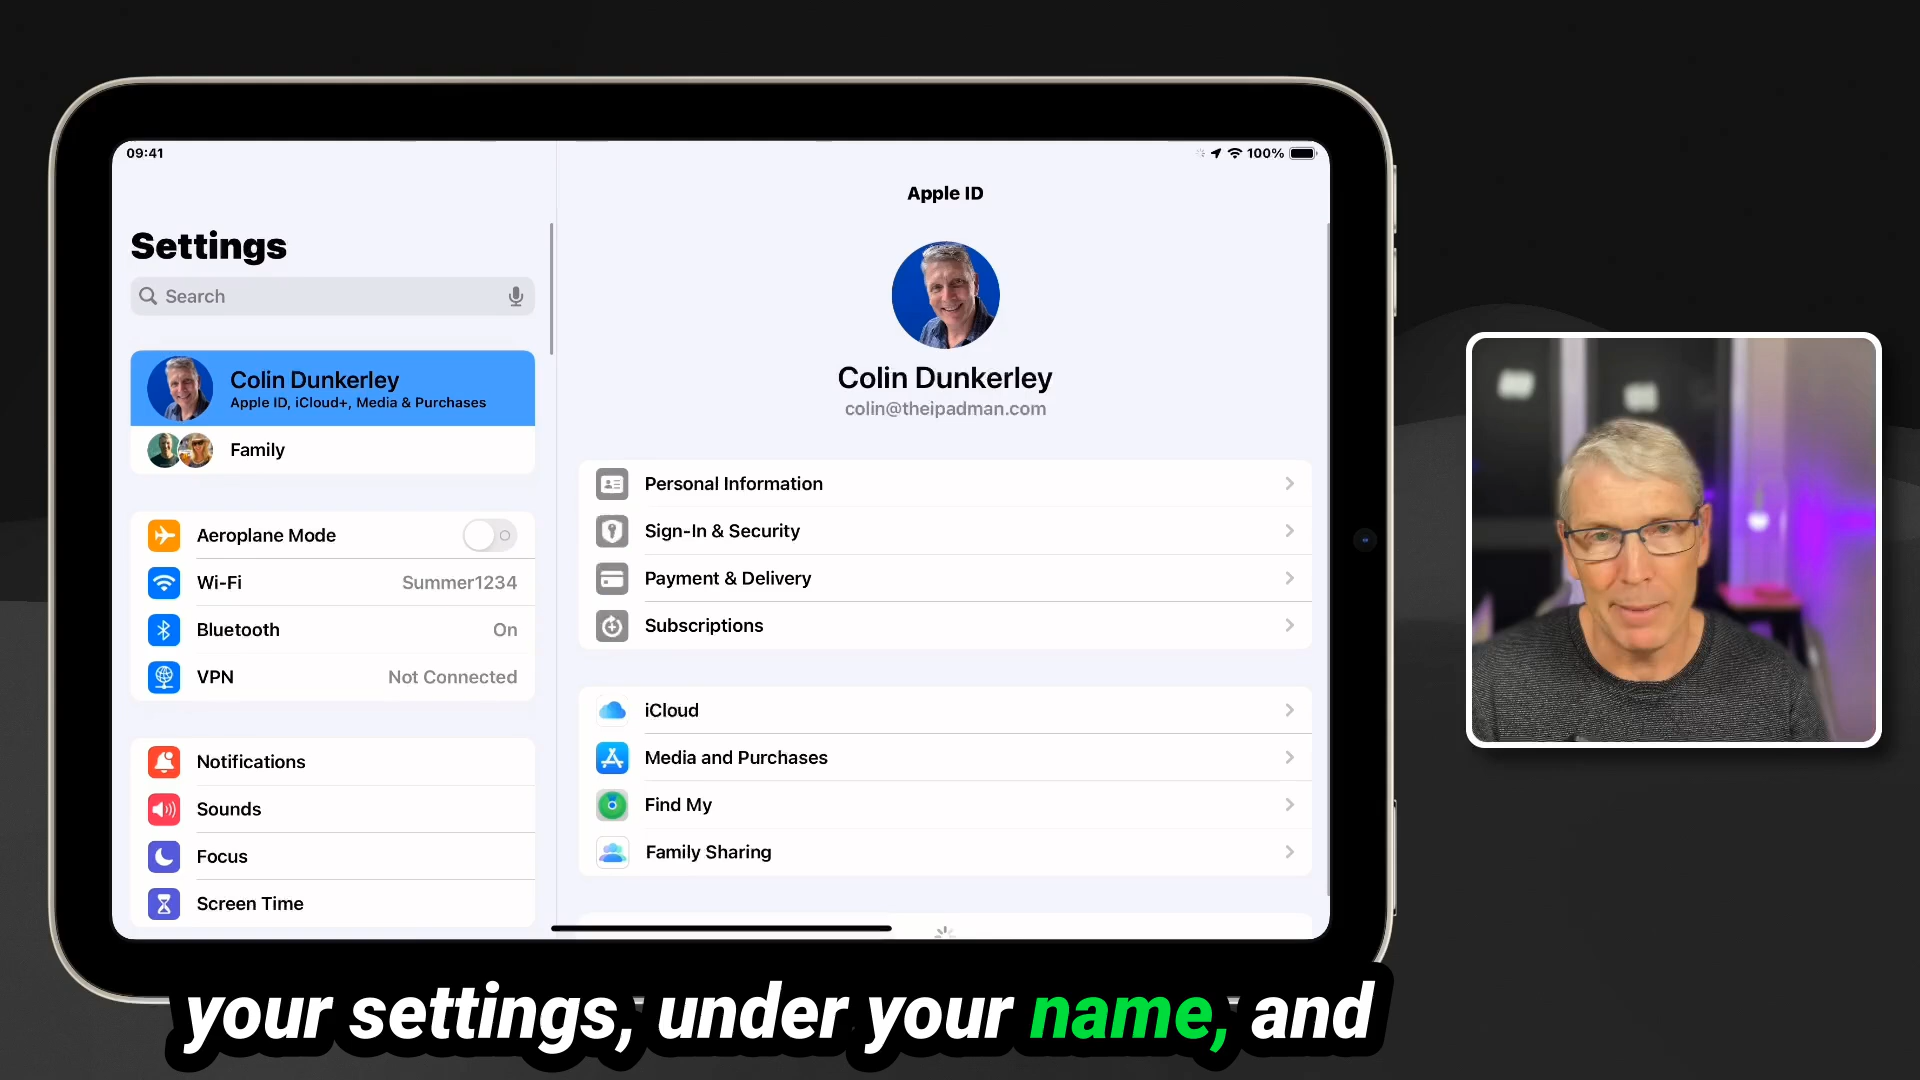 09:41
100%
Settings
Search
Colin Dunkerley
Apple ID, iCloud+, Media & Purchases
Family
Aeroplane Mode
Wi-Fi Summer1234
Bluetooth On
VPN Not Connected
Notifications
Sounds
Focus
Screen Time
Apple ID
Colin Dunkerley
colin@theipadman.com
Personal Information
Sign-In & Security
Payment & Delivery
Subscriptions
iCloud
Media and Purchases
Find My
Family Sharing
your settings, under your name, and